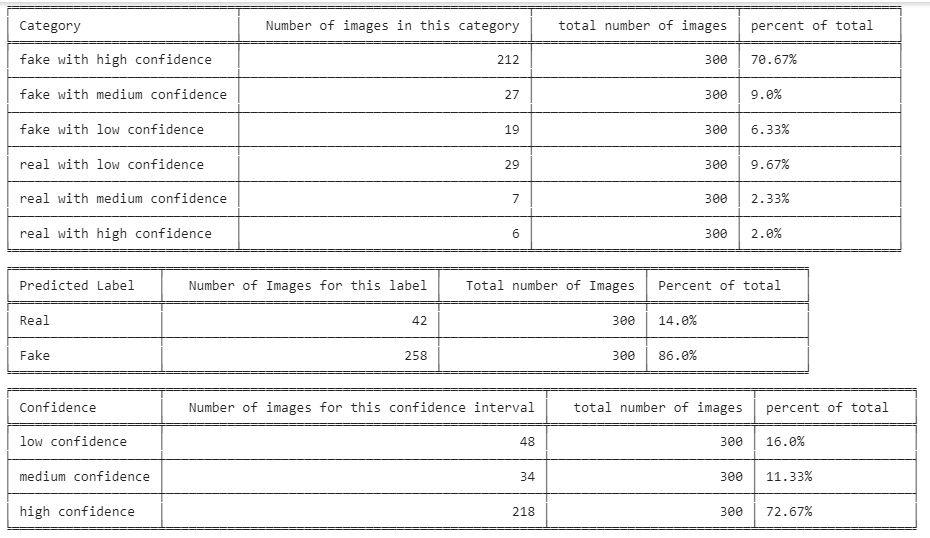 Category Number of images in this category total number of images percent of total
fake with high confidence 212 300 70.67%
fake with medium confidence 27 300 9.0%
fake with low confidence 19 300 6.33%
real with low confidence 29 300 9.67%
real with medium confidence 7 300 2.33%
real with high confidence 6 300 2.0%
Predicted Label Number of Images for this label Total number of Images Percent of total
Real 42 300 14.0%
Fake 258 300 86.0%
Confidence Number of images for this confidence interval total number of images percent of total
low confidence 48 300 16.0%
medium confidence 34 300 11.33%
high confidence 218 300 72.67%